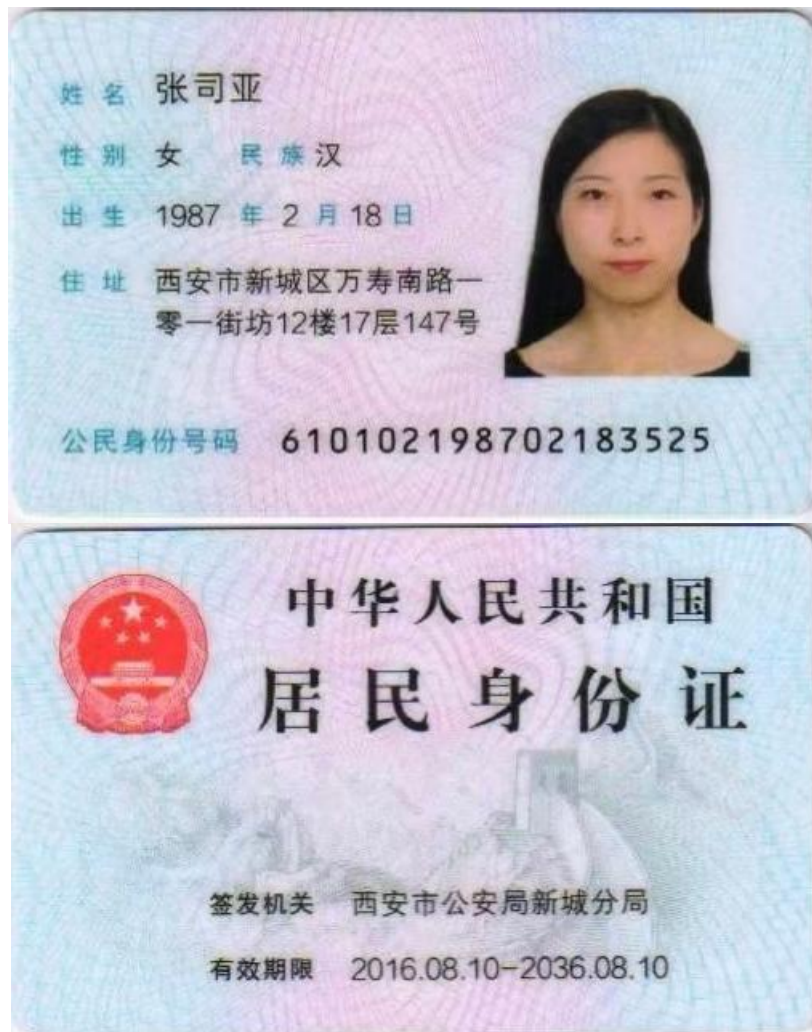 姓名 张司亚
性别 女 民族 汉
出生 1987 年 2 月 18 日
住址 西安市新城区万寿南路一
零一街坊12楼17层147号
公民身份号码 610102198702183525
中华人民共和国
居民身份证
签发机关 西安市公安局新城分局
有效期限 2016.08.10-2036.08.10